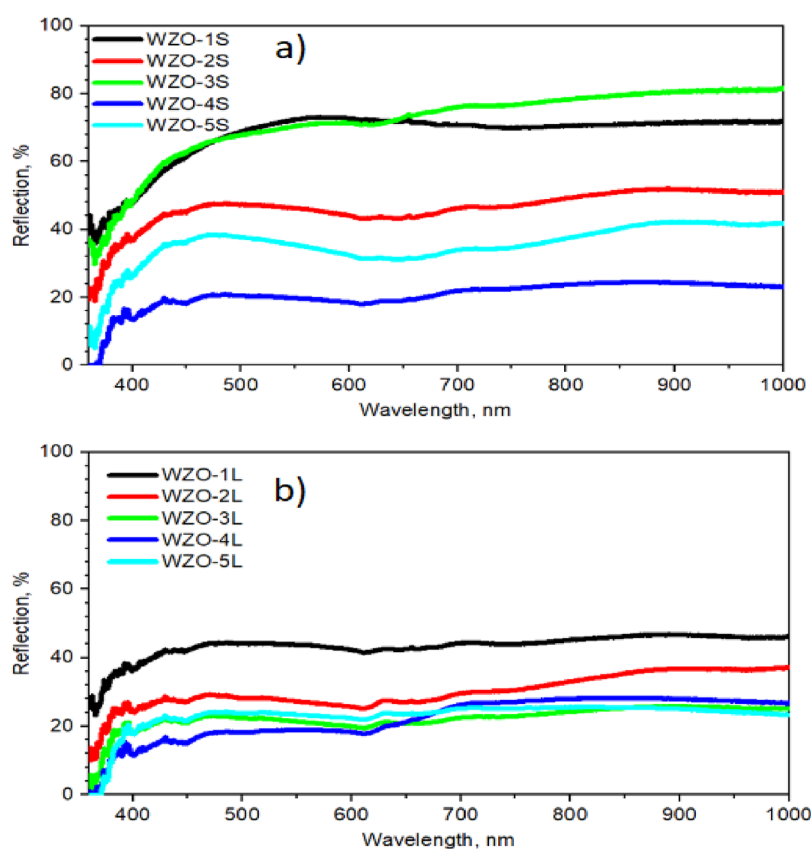 100
80
60
40
20
0
Reflection, %
a)
WZO-1S
WZO-2S
WZO-3S
WZO-4S
WZO-5S
400 500 600 700 800 900 1000
Wavelength, nm
100
80
60
40
20
0
Reflection, %
b)
WZO-1L
WZO-2L
WZO-3L
WZO-4L
WZO-5L
400 500 600 700 800 900 1000
Wavelength, nm